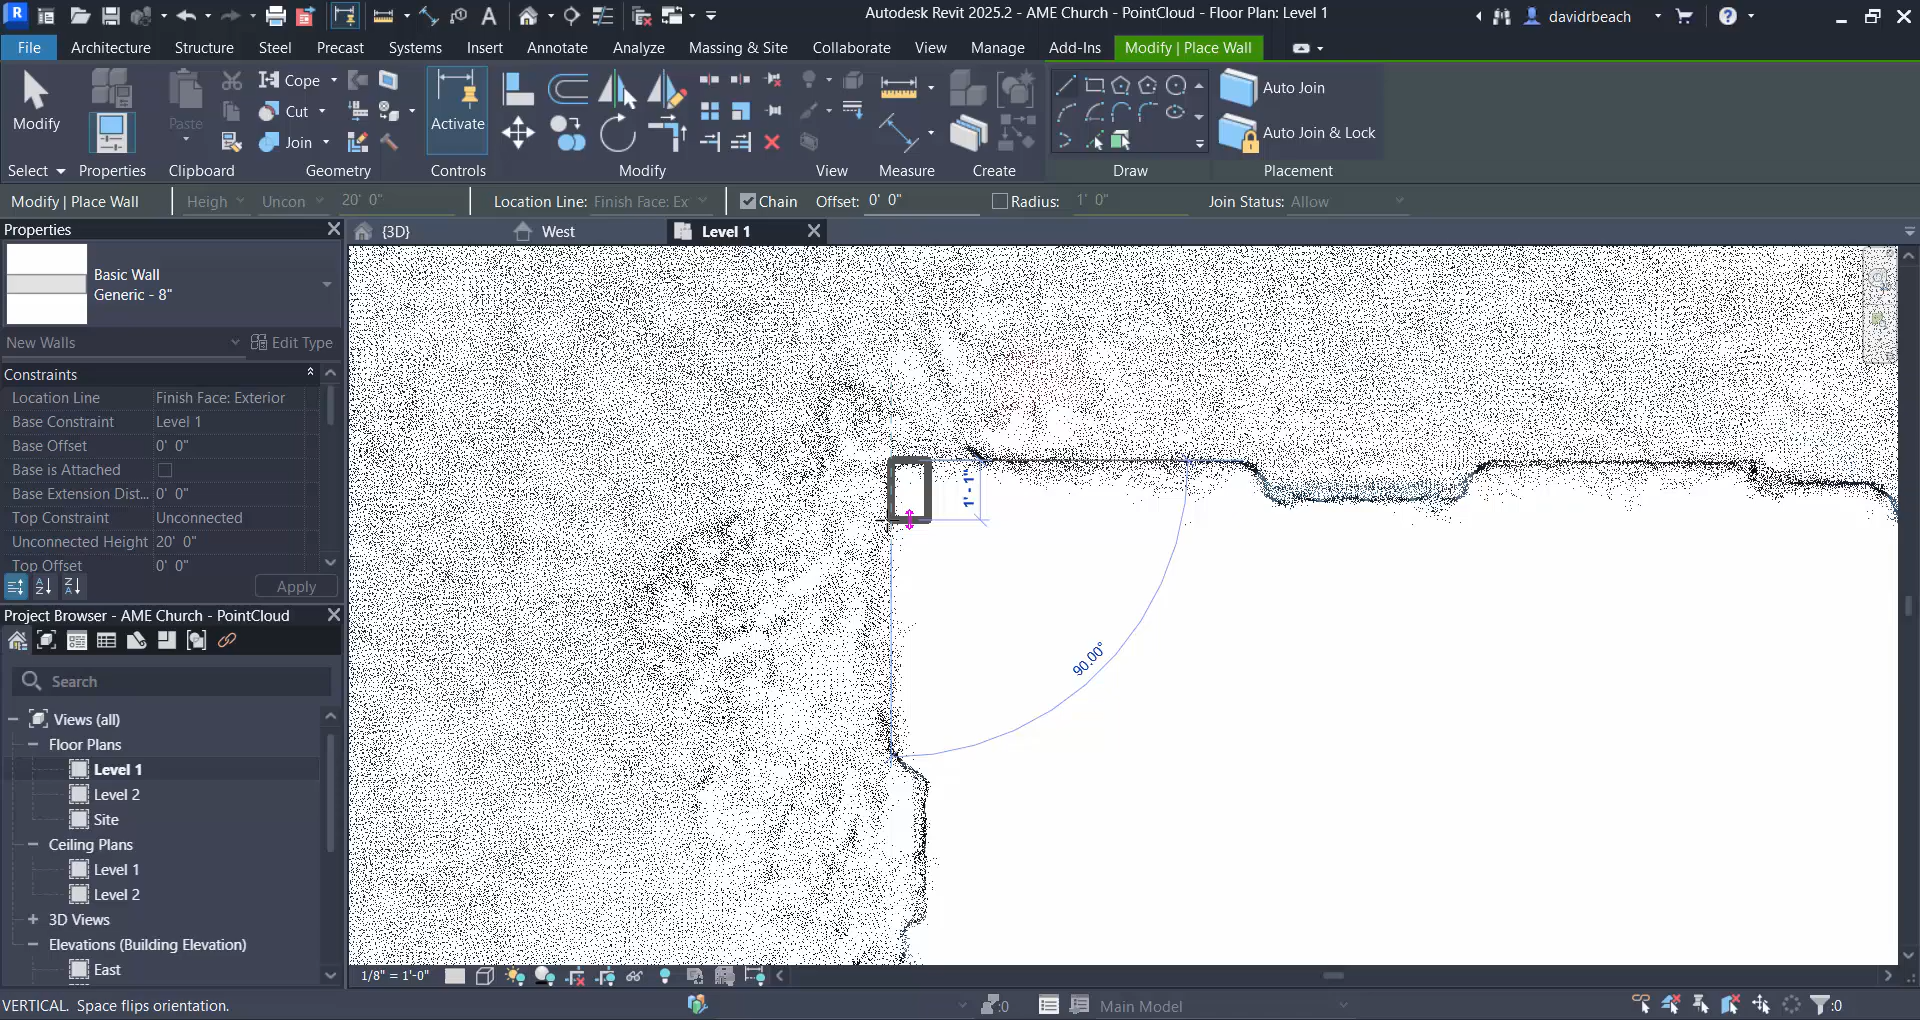 Autodesk Revit 2025.2 - AME Church - PointCloud - Floor Plan: Level 1
davidrbeach
File
Architecture
Structure
Steel
Precast
Systems
Insert
Annotate
Analyze
Massing & Site
Collaborate
View
Manage
Add-Ins
Modify | Place Wall
Modify
Paste
Cope
Cut
Join
Activate
Auto Join
Auto Join & Lock
Select
Properties
Clipboard
Geometry
Controls
Modify
View
Measure
Create
Draw
Placement
Modify | Place Wall
Heigh
Uncon
20' 0"
Location Line: Finish Face: Ex
Chain
Offset: 0' 0"
Radius: 1' 0"
Join Status: Allow
Properties
{3D}
West
Level 1
Basic Wall
Generic - 8"
New Walls
Edit Type
Constraints
Location Line Finish Face: Exterior
Base Constraint Level 1
Base Offset 0' 0"
Base is Attached
Base Extension Dist... 0' 0"
Top Constraint Unconnected
Unconnected Height 20' 0"
Top Offset 0' 0"
Apply
Project Browser - AME Church - PointCloud
Search
Views (all)
Floor Plans
Level 1
Level 2
Site
Ceiling Plans
Level 1
Level 2
3D Views
Elevations (Building Elevation)
East
1' - 1"
90.00°
1/8" = 1'-0"
VERTICAL. Space flips orientation.
:0
Main Model
:0